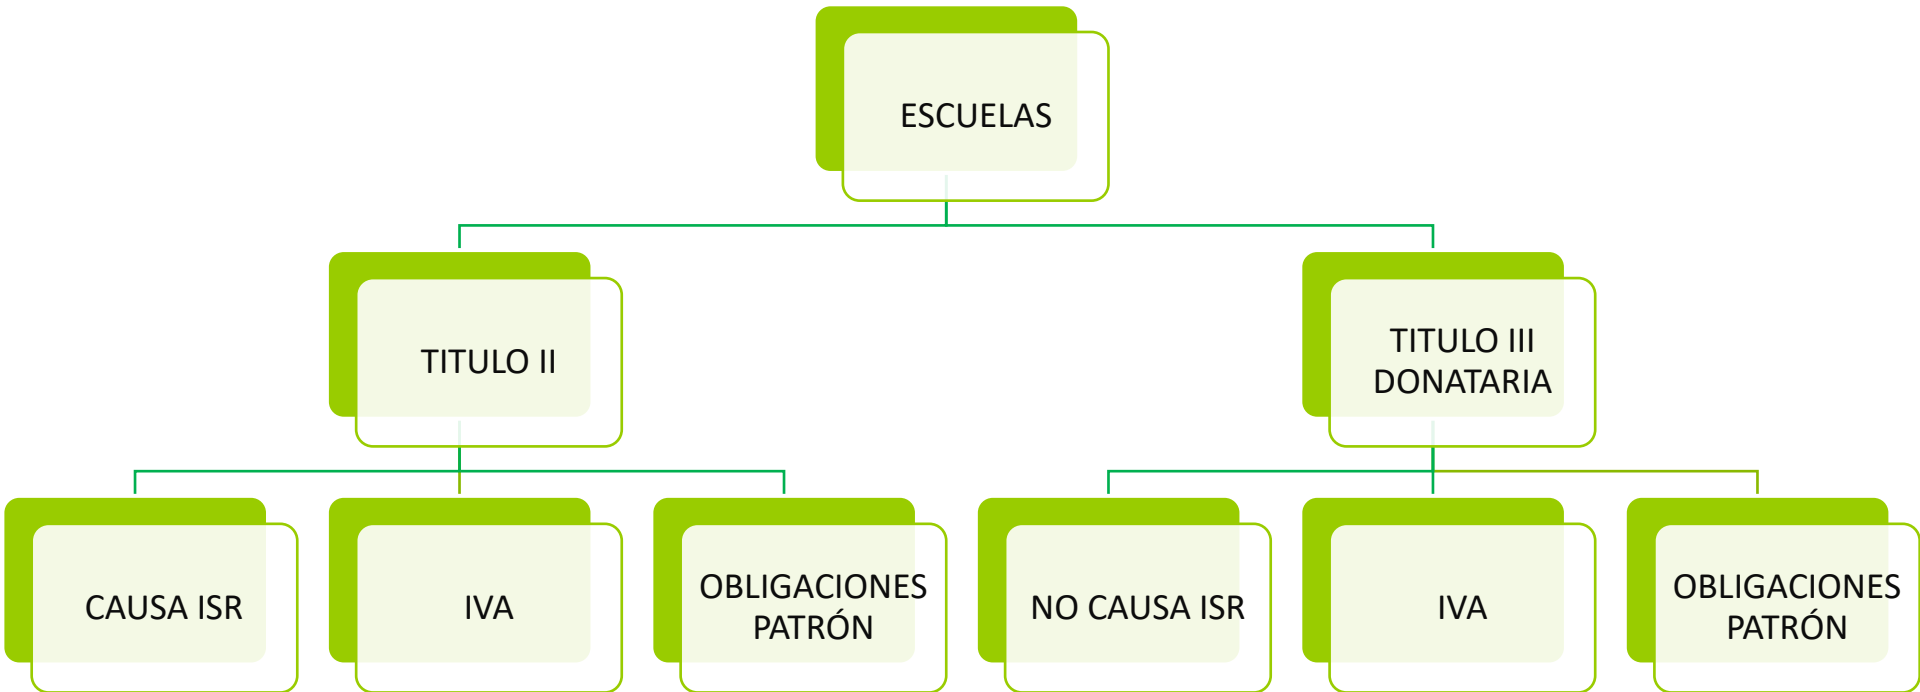 ESCUELAS
TITULO II
TITULO III
DONATARIA
CAUSA ISR
IVA
OBLIGACIONES
PATRÓN
NO CAUSA ISR
IVA
OBLIGACIONES
PATRÓN